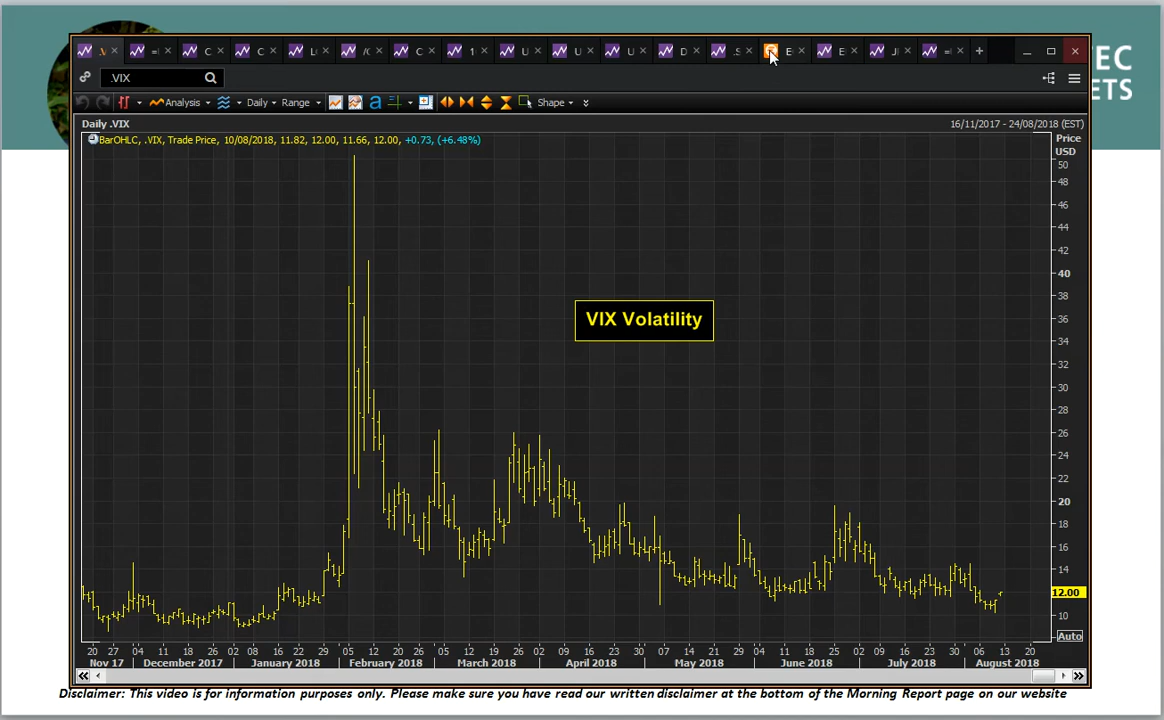 .V = C C L( /C C 1 U U U D .S E E JI =
TEC
ETS
.VIX
Analysis Daily Range a Shape
Daily .VIX 16/11/2017 - 24/08/2018 (EST)
BarOHLC, .VIX, Trade Price, 10/08/2018, 11.82, 12.00, 11.66, 12.00, +0.73, (+6.48%)
Price
USD
50
48
46
44
42
40
38
36
34
32
30
28
26
24
22
20
18
16
14
12.00
10
Auto
VIX Volatility
20 27 04 11 18 26 02 08 16 22 29 05 12 20 26 05 12 19 26 02 09 16 23 30 07 14 21 29 04 11 18 25 02 09 16 23 30 06 13 20
Nov 17 December 2017 January 2018 February 2018 March 2018 April 2018 May 2018 June 2018 July 2018 August 2018
Disclaimer: This video is for information purposes only. Please make sure you have read our written disclaimer at the bottom of the Morning Report page on our website